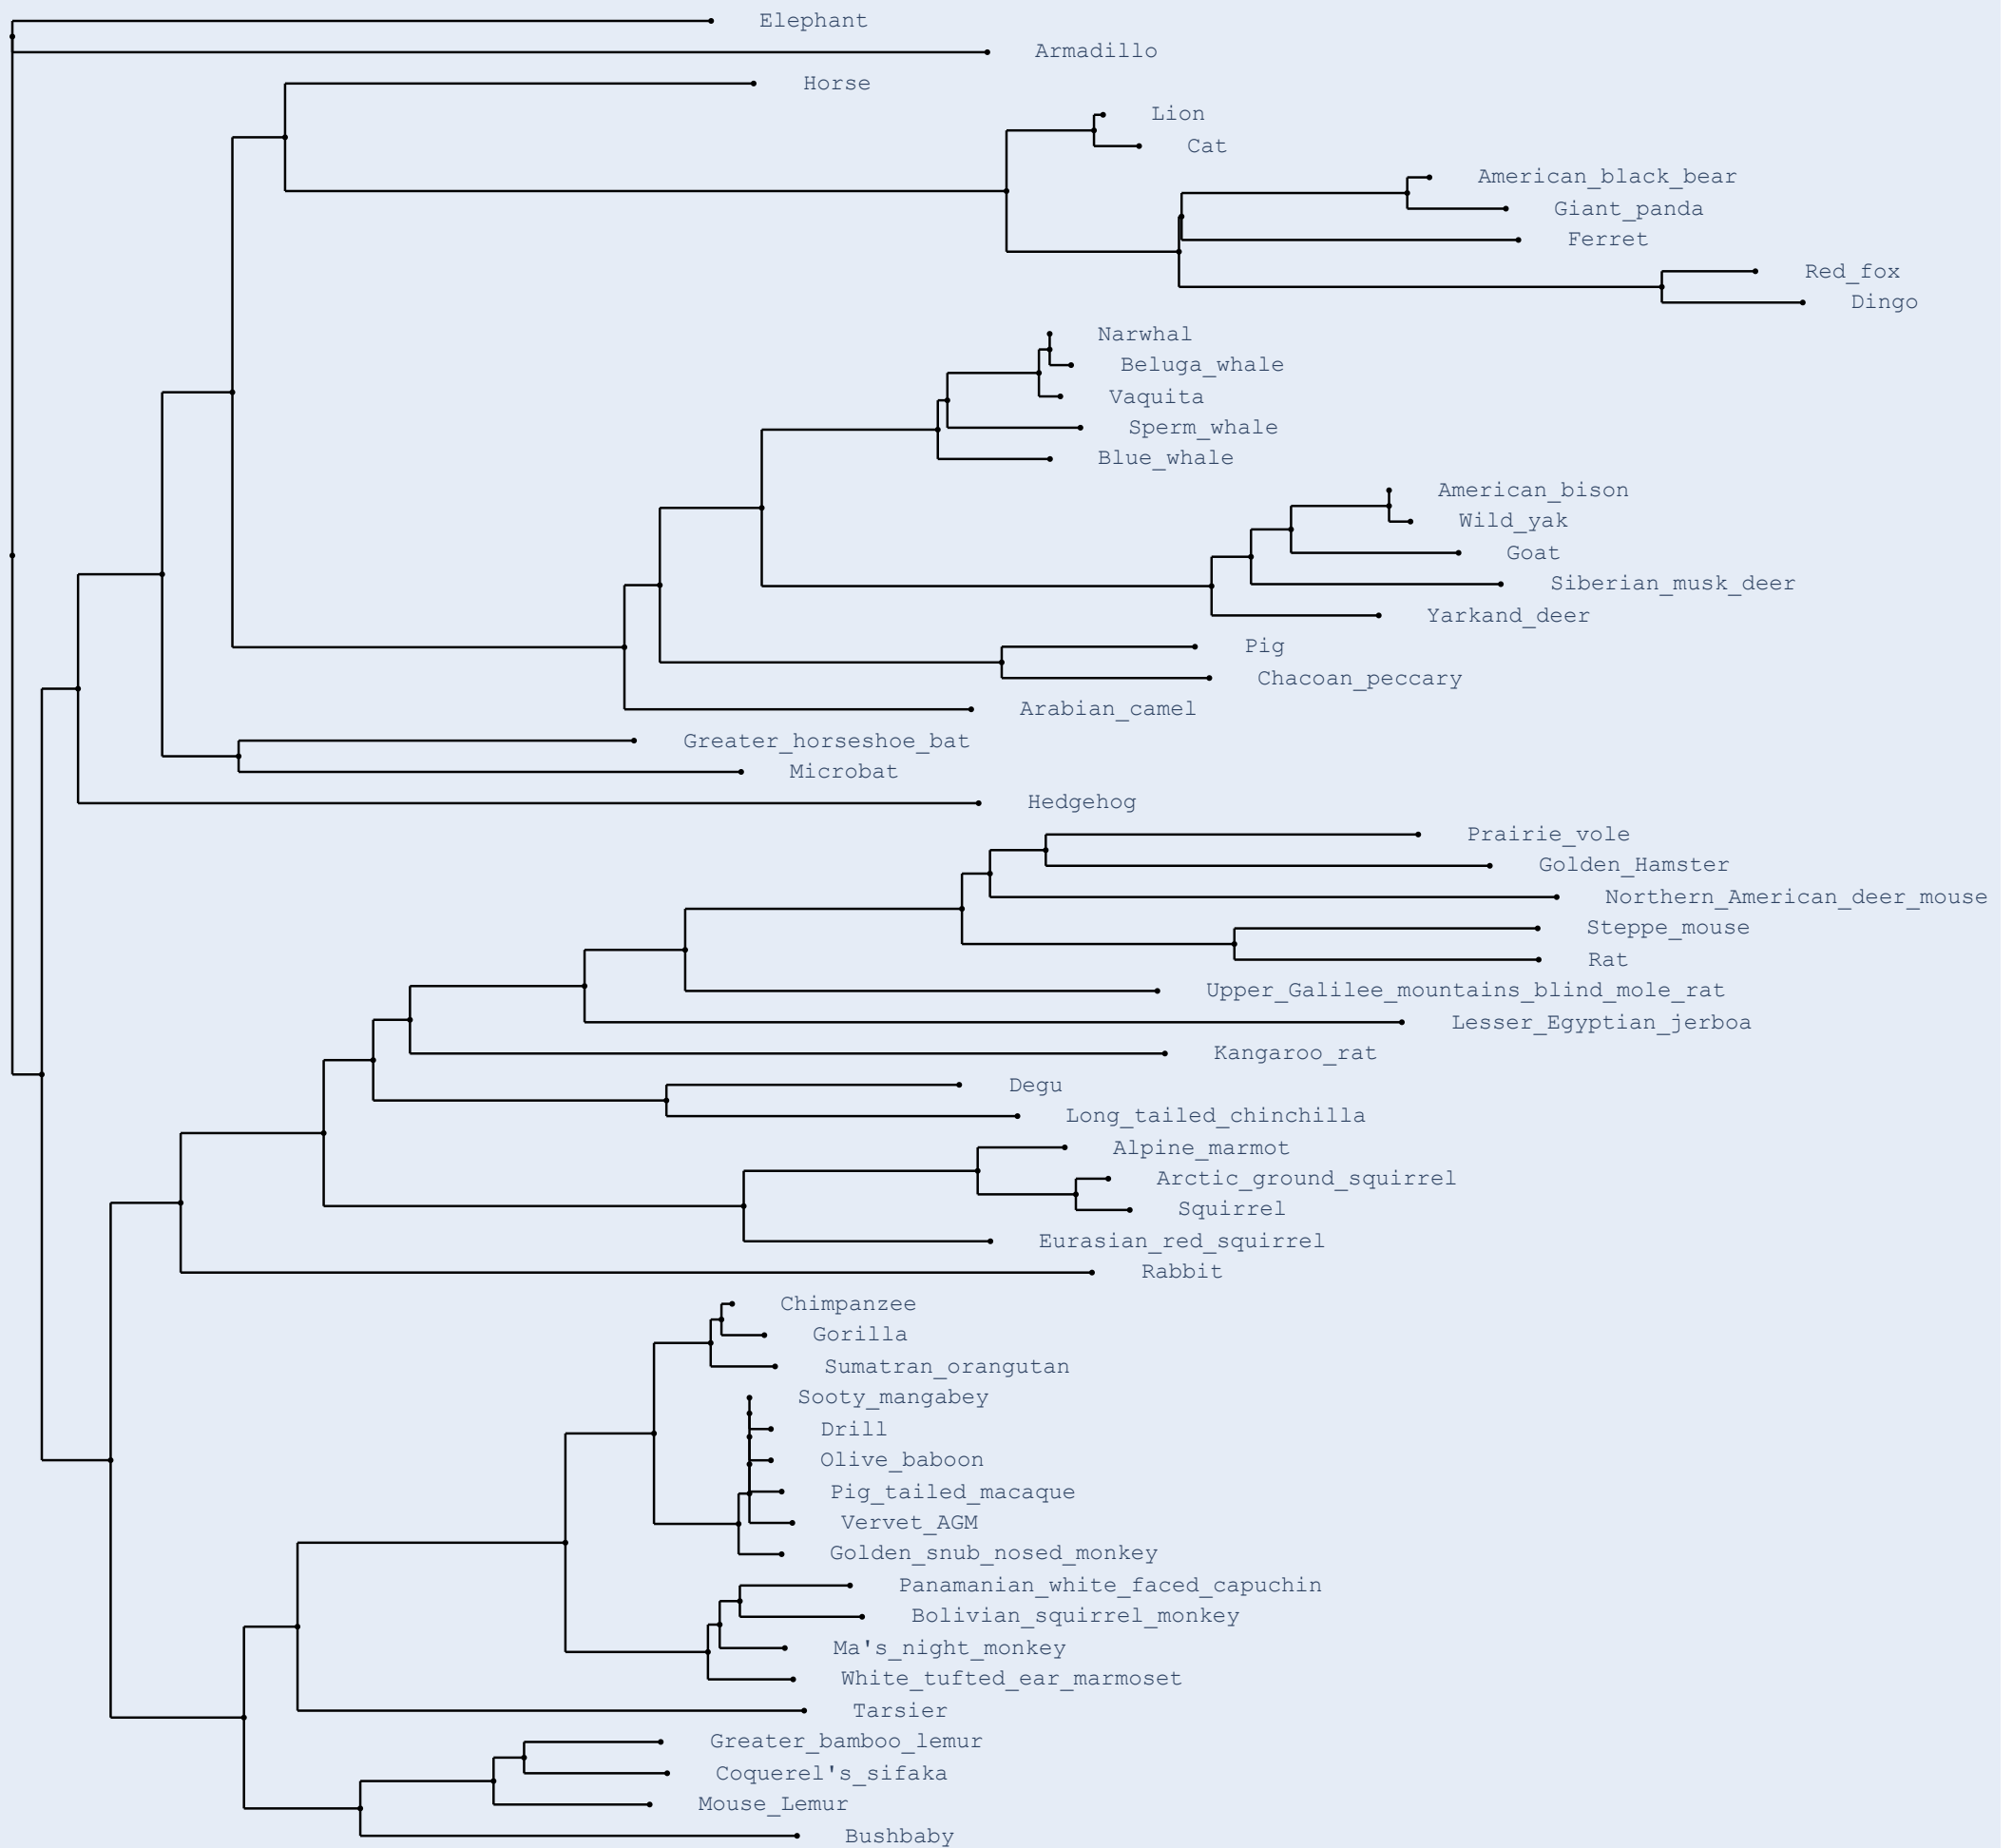 Elephant
Armadillo
Horse
Lion
Cat
American_black_bear
Giant_panda
Ferret
Red_fox
Dingo
Narwhal
Beluga_whale
Vaquita
Sperm_whale
Blue_whale
American_bison
Wild_yak
Goat
Siberian_musk_deer
Yarkand_deer
Pig
Chacoan_peccary
Arabian_camel
Greater_horseshoe_bat
Microbat
Hedgehog
Prairie_vole
Golden_Hamster
Northern_American_deer_mouse
Steppe_mouse
Rat
Upper_Galilee_mountains_blind_mole_rat
Lesser_Egyptian_jerboa
Kangaroo_rat
Degu
Long_tailed_chinchilla
Alpine_marmot
Arctic_ground_squirrel
Squirrel
Eurasian_red_squirrel
Rabbit
Chimpanzee
Gorilla
Sumatran_orangutan
Sooty_mangabey
Drill
Olive_baboon
Pig_tailed_macaque
Vervet_AGM
Golden_snub_nosed_monkey
Panamanian_white_faced_capuchin
Bolivian_squirrel_monkey
Ma's_night_monkey
White_tufted_ear_marmoset
Tarsier
Greater_bamboo_lemur
Coquerel's_sifaka
Mouse_Lemur
Bushbaby